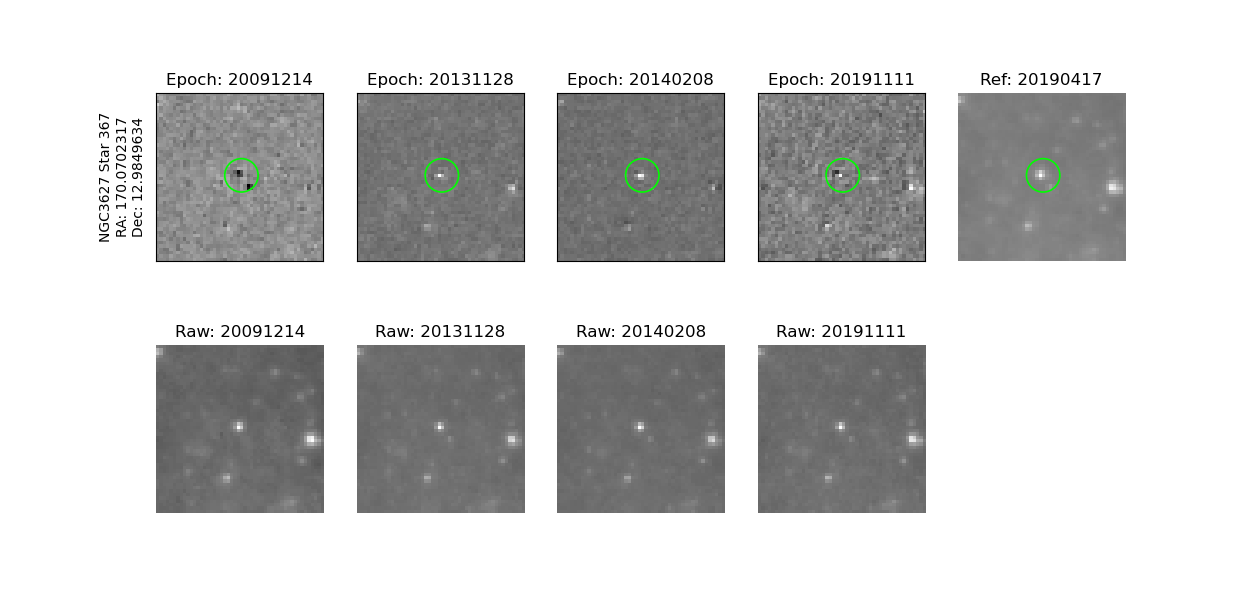 NGC3627 Star 367
RA: 170.0702317
Dec: 12.9849634
Epoch: 20091214
Epoch: 20131128
Epoch: 20140208
Epoch: 20191111
Ref: 20190417
Raw: 20091214
Raw: 20131128
Raw: 20140208
Raw: 20191111